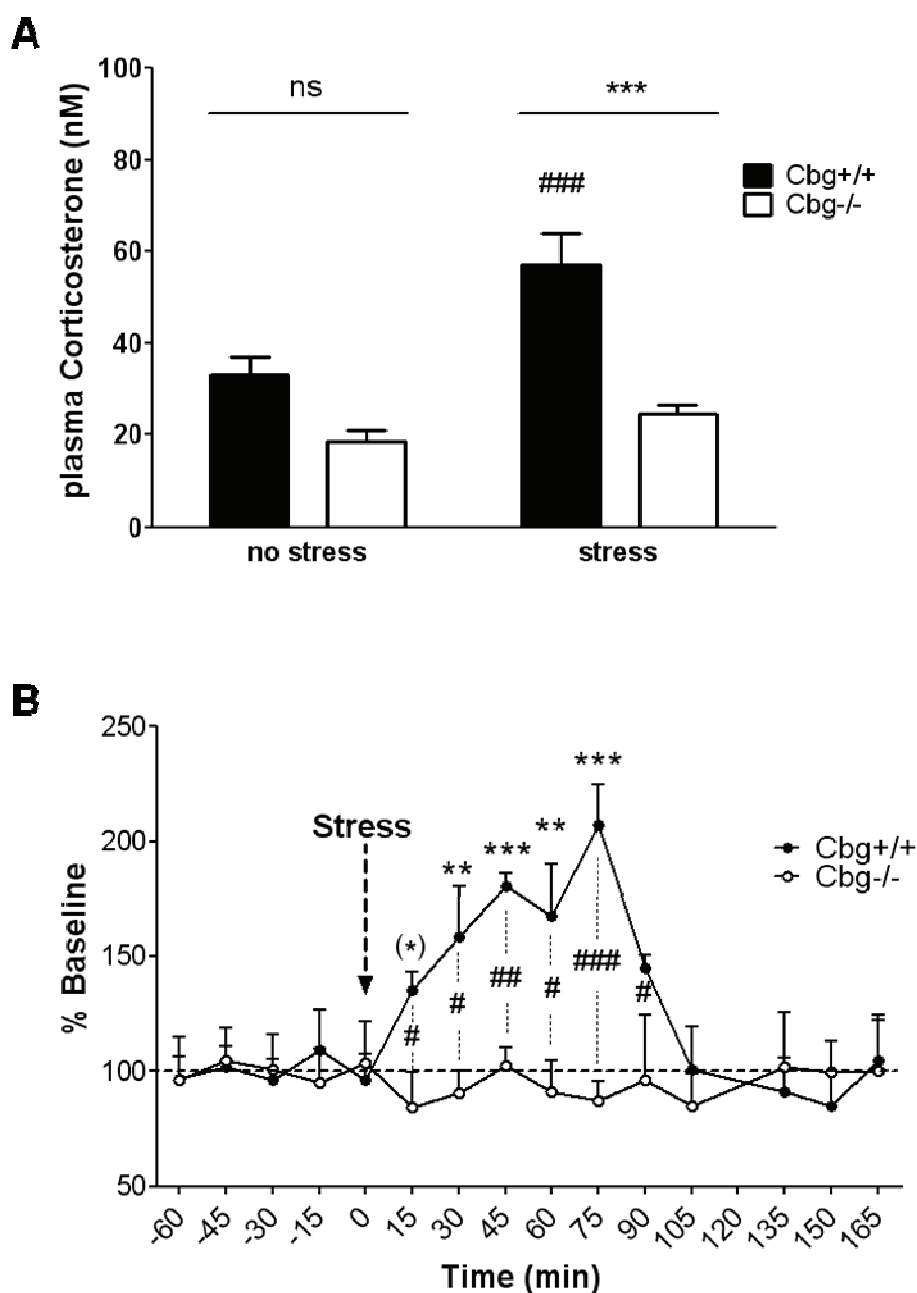 A
plasma Corticosterone (nM)
100
80
60
40
20
0
ns
***
###
Cbg+/+
Cbg-/-
no stress
stress
B
% Baseline
250
200
150
100
50
Stress
(*)
**
***
**
***
#
#
##
#
###
#
Cbg+/+
Cbg-/-
-60 -45 -30 -15 0 15 30 45 60 75 90 105 120 135 150 165
Time (min)